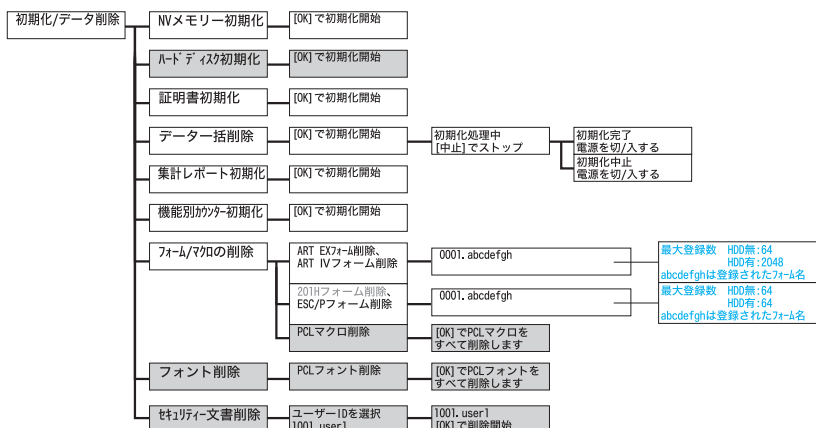 初期化/データ削除
NVメモリー初期化
[OK]で初期化開始
ハードディスク初期化
[OK]で初期化開始
証明書初期化
[OK]で初期化開始
データ一括削除
[OK]で初期化開始
初期化処理中
[中止]でストップ
初期化完了
電源を切/入する
初期化中止
電源を切/入する
集計レポート初期化
[OK]で初期化開始
機能別カウンター初期化
[OK]で初期化開始
フォーム/マクロの削除
ART EXフォーム削除、
ART IVフォーム削除
0001.abcdefgh
最大登録数 HDD無:64
HDD有:2048
abcdefghは登録されたフォーム名
201Hフォーム削除、
ESC/Pフォーム削除
0001.abcdefgh
最大登録数 HDD無:64
HDD有:64
abcdefghは登録されたフォーム名
PCLマクロ削除
[OK]でPCLマクロを
すべて削除します
フォント削除
PCLフォント削除
[OK]でPCLフォントを
すべて削除します
セキュリティー文書削除
ユーザーIDを選択
1001.user1
1001.user1
[OK]で削除開始